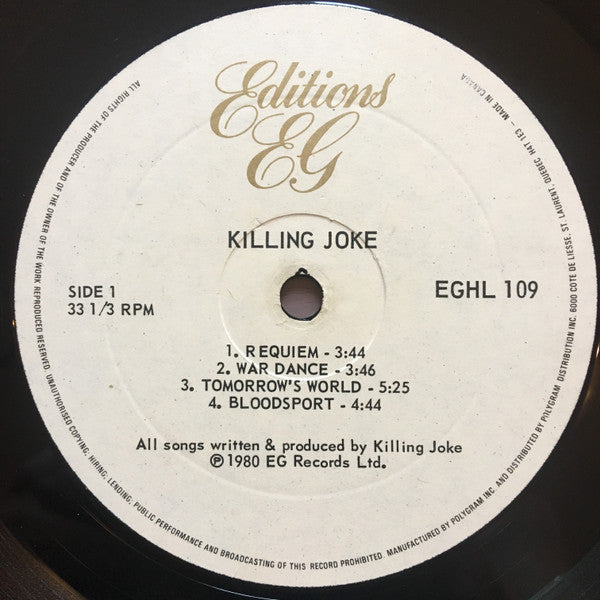 Editions
EG
KILLING JOKE
SIDE 1
33 1/3 RPM
EGHL 109
1. REQUIEM - 3:44
2. WAR DANCE - 3:46
3. TOMORROW'S WORLD - 5:25
4. BLOODSPORT - 4:44
All songs written & produced by Killing Joke
℗ 1980 EG Records Ltd.
ALL RIGHTS OF THE PRODUCER AND OF THE OWNER OF THE WORK REPRODUCED RESERVED. UNAUTHORISED COPYING, HIRING, LENDING, PUBLIC PERFORMANCE AND BROADCASTING OF THIS RECORD PROHIBITED. MANUFACTURED BY POLYGRAM INC. AND DISTRIBUTED BY POLYGRAM DISTRIBUTION INC. 6000 COTE DE LIESSE, ST. LAURENT, QUEBEC, H4T 1E3 – MADE IN CANADA